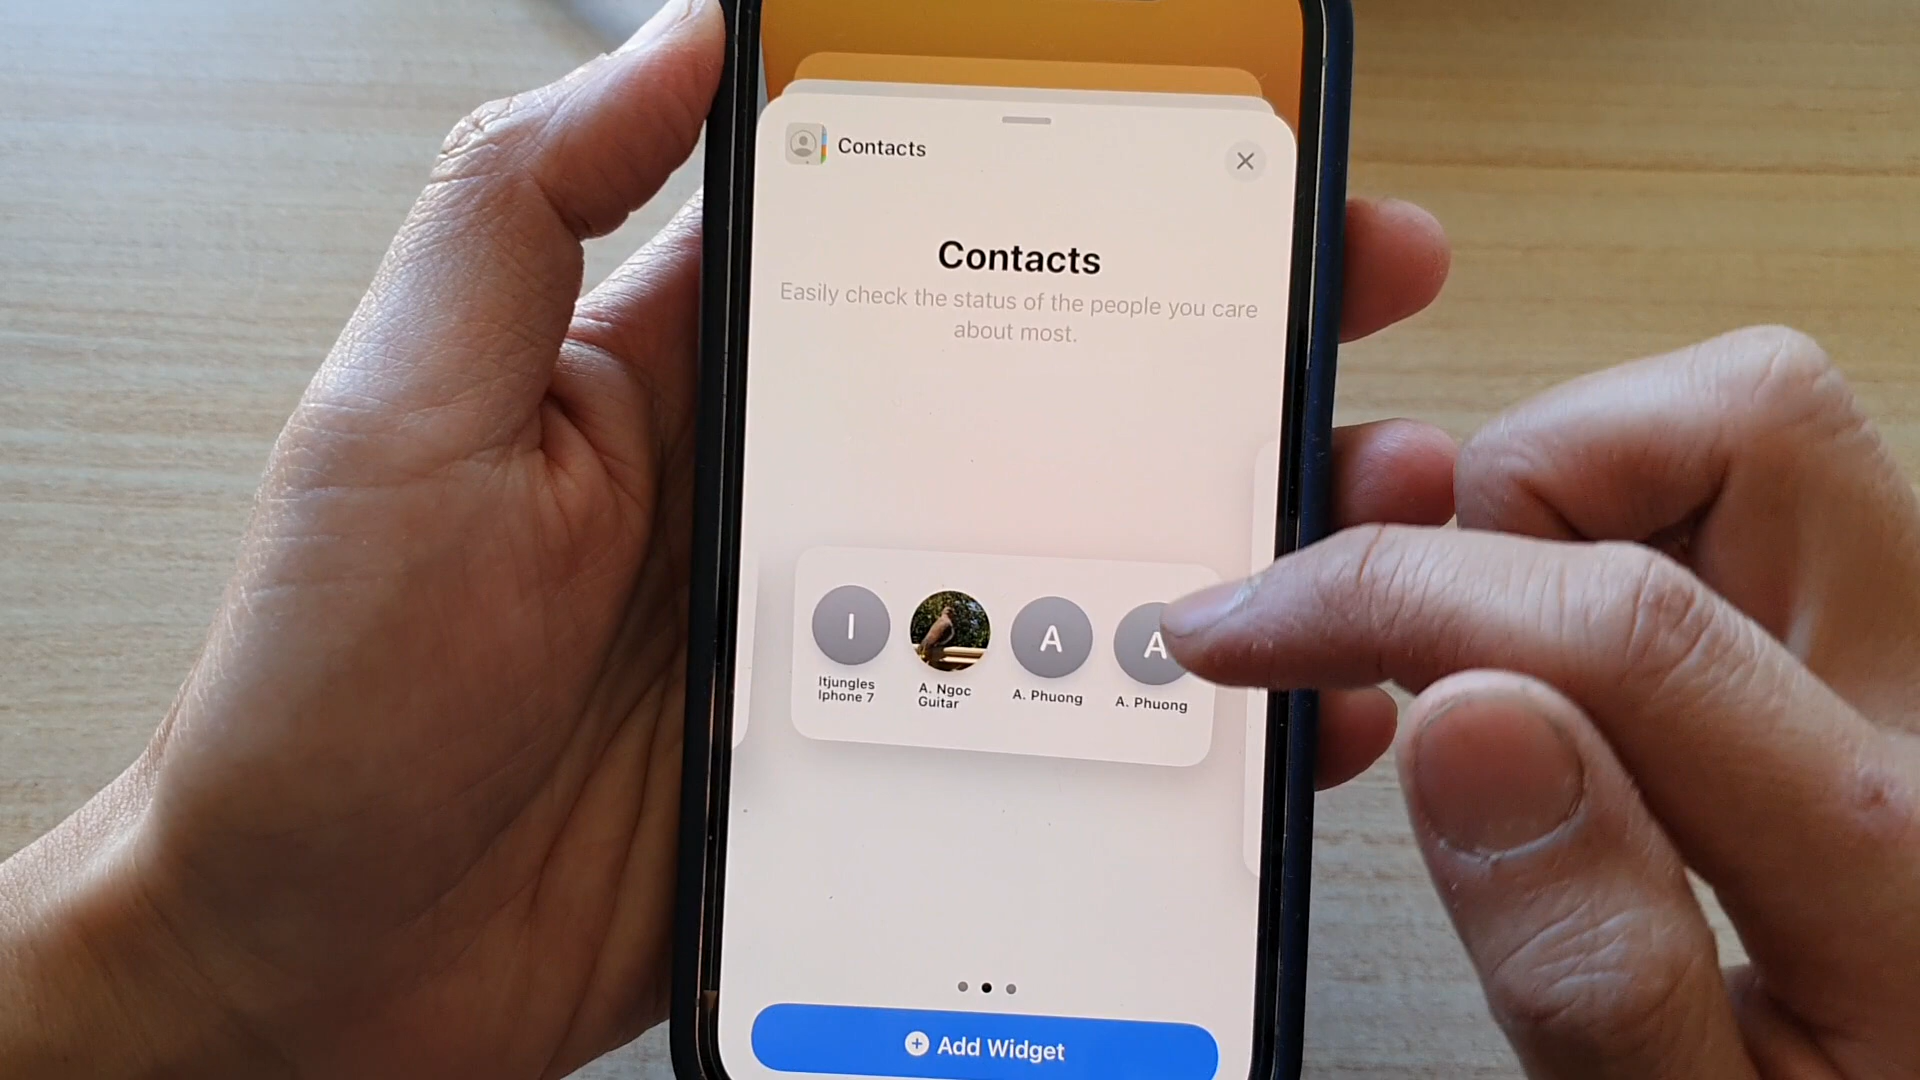 Contacts
Contacts
Easily check the status of the people you care
about most.
I
A
A
Itjungles
Iphone 7
A. Ngoc
Guitar
A. Phuong
A. Phuong
Add Widget